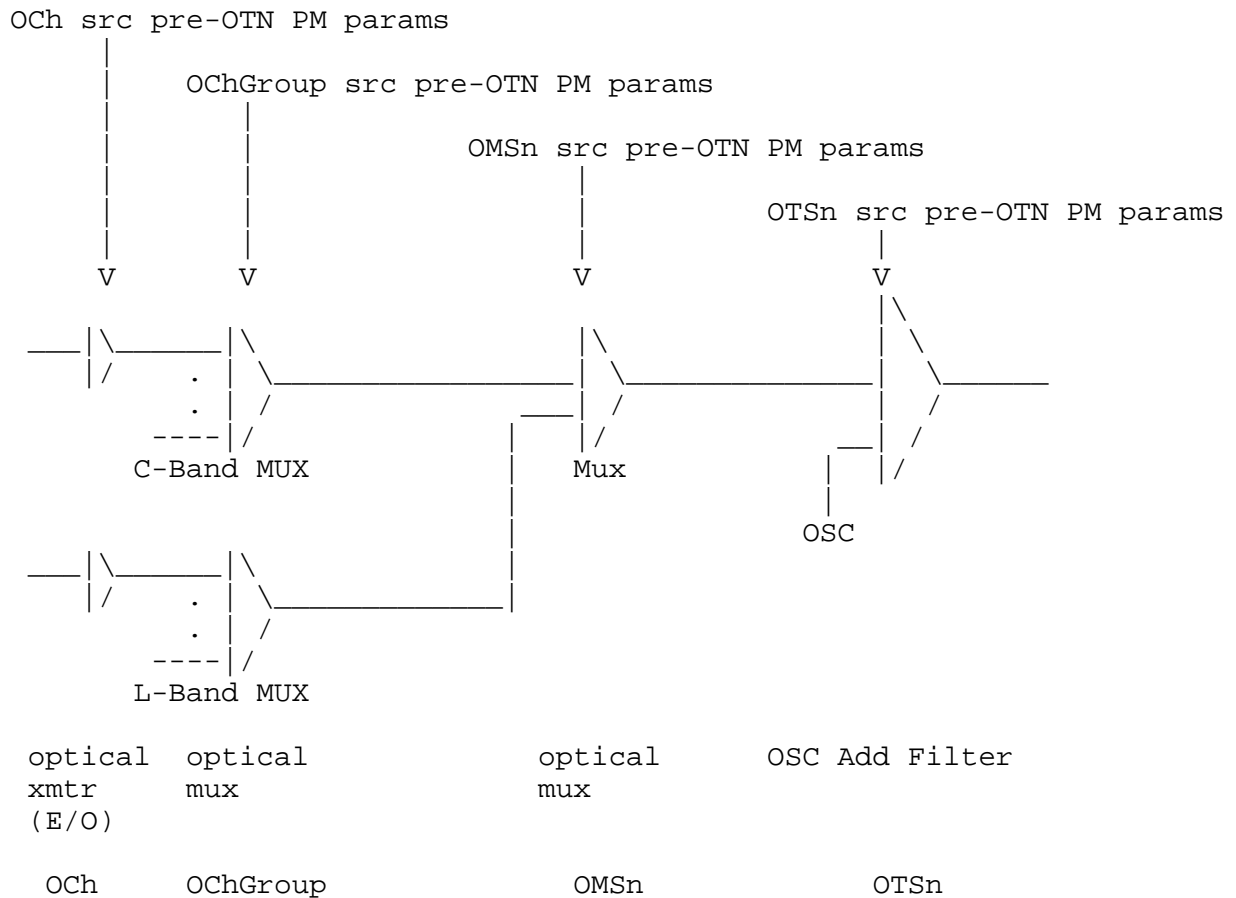 OCh src pre-OTN PM params
OChGroup src pre-OTN PM params
OMSn src pre-OTN PM params
OTSn src pre-OTN PM params
V V V V
C-Band MUX Mux
OSC
L-Band MUX
optical optical optical OSC Add Filter
xmtr mux mux
(E/O)
OCh OChGroup OMSn OTSn